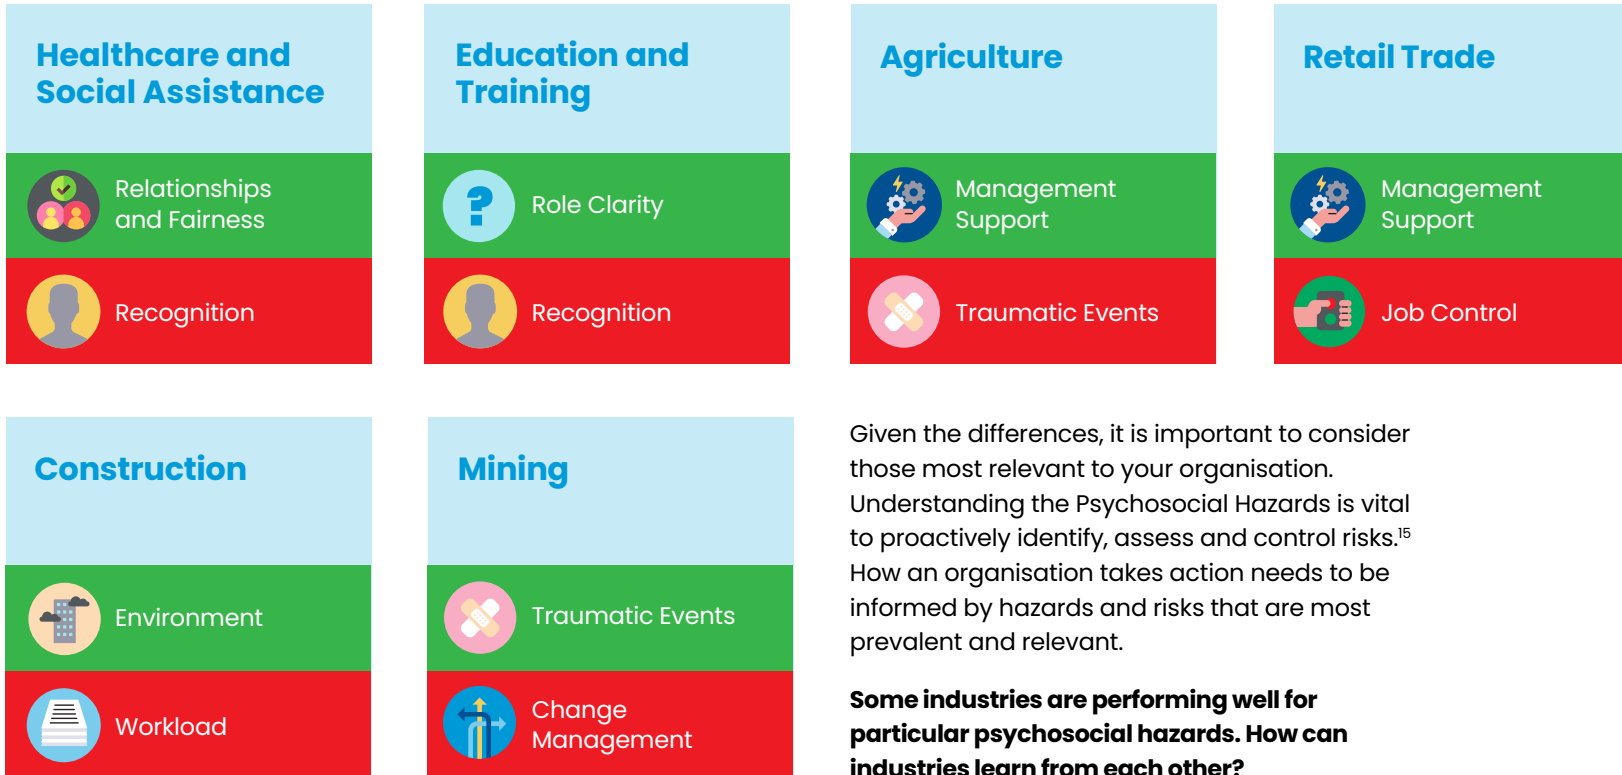 Healthcare and
Social Assistance
Relationships
and Fairness
Recognition
Education and
Training
?
Role Clarity
Recognition
Agriculture
Management
Support
Traumatic Events
Retail Trade
Management
Support
Job Control
Construction
Environment
Workload
Mining
Traumatic Events
Change
Management
Given the differences, it is important to consider
those most relevant to your organisation.
Understanding the Psychosocial Hazards is vital
to proactively identify, assess and control risks.15
How an organisation takes action needs to be
informed by hazards and risks that are most
prevalent and relevant.
Some industries are performing well for
particular psychosocial hazards. How can
industries learn from each other?